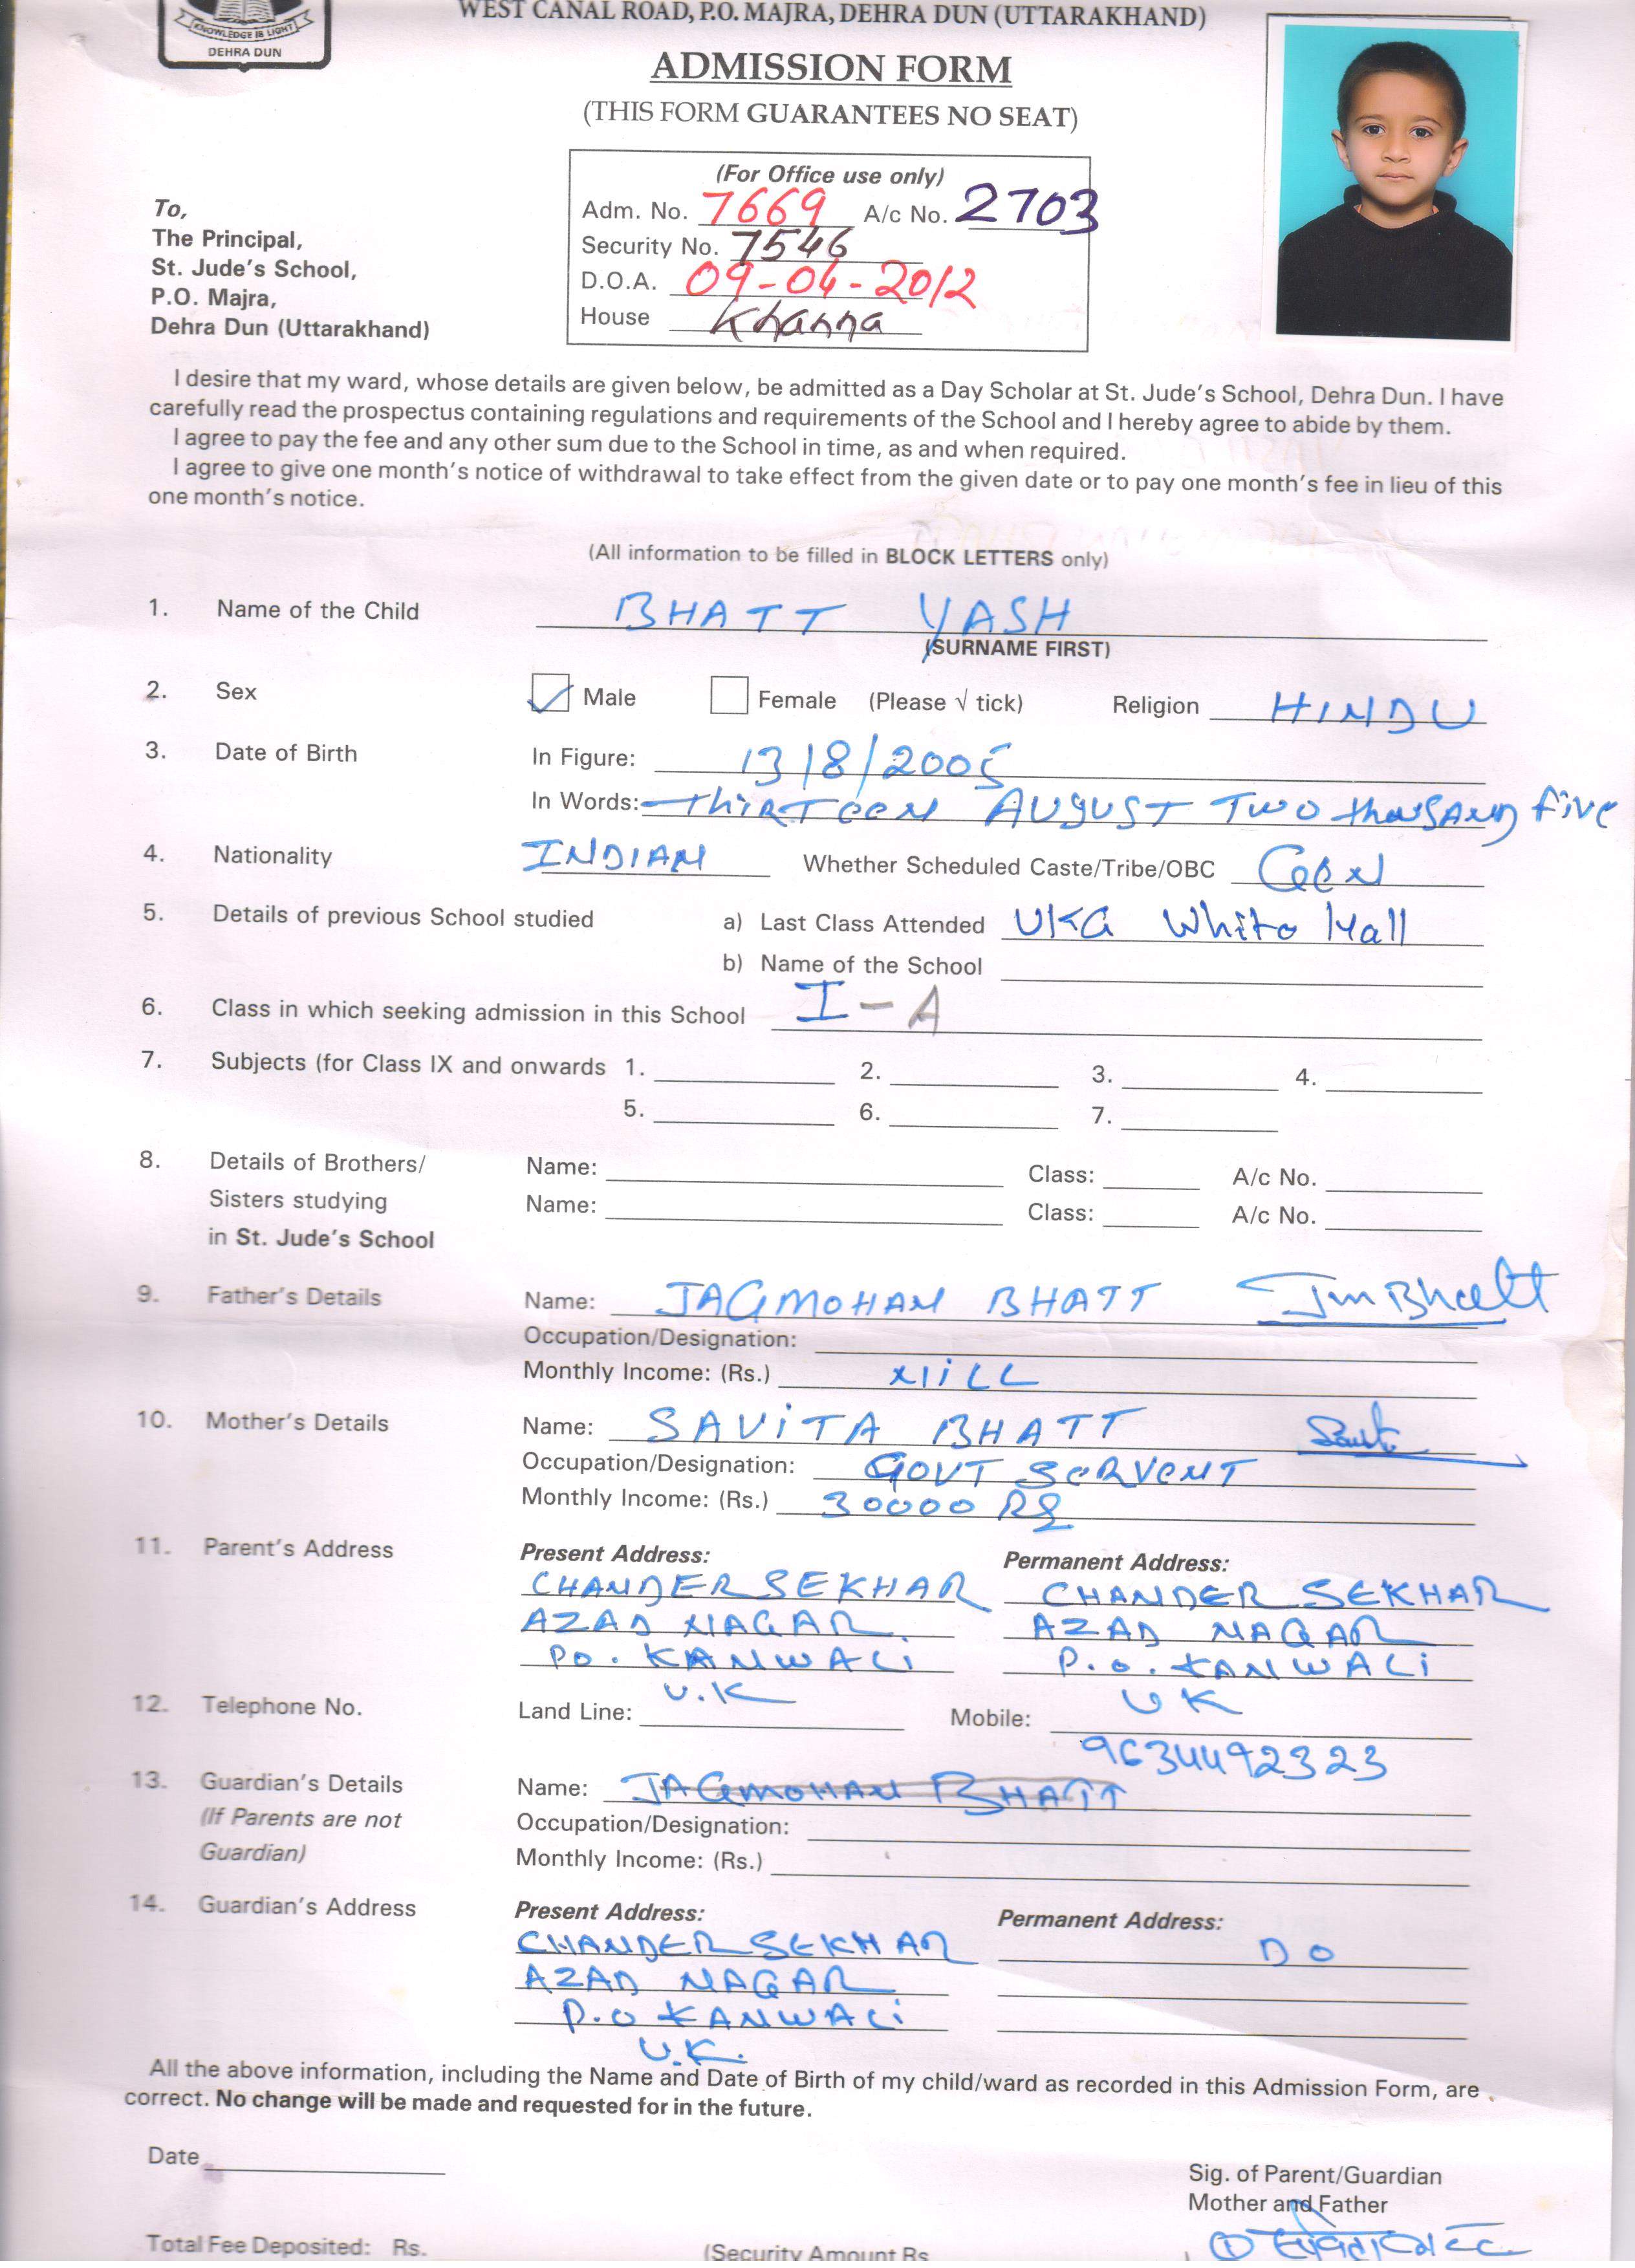 KNOWLEDGE IS LIGHT
DEHRA DUN
WEST CANAL ROAD, P.O. MAJRA, DEHRA DUN (UTTARAKHAND)
ADMISSION FORM
(THIS FORM GUARANTEES NO SEAT)
(For Office use only)
Adm. No. 7669 A/c No. 2703
Security No. 7546
D.O.A. 09-04-2012
House Khanna
To,
The Principal,
St. Jude's School,
P.O. Majra,
Dehra Dun (Uttarakhand)
I desire that my ward, whose details are given below, be admitted as a Day Scholar at St. Jude's School, Dehra Dun. I have
carefully read the prospectus containing regulations and requirements of the School and I hereby agree to abide by them.
I agree to pay the fee and any other sum due to the School in time, as and when required.
I agree to give one month's notice of withdrawal to take effect from the given date or to pay one month's fee in lieu of this
one month's notice.
(All information to be filled in BLOCK LETTERS only)
1. Name of the Child BHATT YASH
(SURNAME FIRST)
2. Sex Male Female (Please √ tick) Religion HINDU
3. Date of Birth In Figure: 13/8/2005
In Words: THIRTEEN AUGUST TWO thousAND five
4. Nationality INDIAN Whether Scheduled Caste/Tribe/OBC Gen
5. Details of previous School studied a) Last Class Attended UKG White Hall
b) Name of the School
6. Class in which seeking admission in this School I-A
7. Subjects (for Class IX and onwards 1. 2. 3. 4.
5. 6. 7.
8. Details of Brothers/ Name: Class: A/c No.
Sisters studying Name: Class: A/c No.
in St. Jude's School
9. Father's Details Name: JAGMOHAN BHATT JmBhatt
Occupation/Designation:
Monthly Income: (Rs.) NiLL
10. Mother's Details Name: SAViTA BHATT
Occupation/Designation: GOVT SERVENT
Monthly Income: (Rs.) 30000 RS
11. Parent's Address Present Address: Permanent Address:
CHANDER SEKHAR CHANDER SEKHAR
AZAD NAGAR AZAD NAGAR
PO. KANWALi P.O. KANWALi
U.K UK
12. Telephone No. Land Line: Mobile:
9634492323
13. Guardian's Details Name: JAGMOHAN BHATT
(If Parents are not Occupation/Designation:
Guardian) Monthly Income: (Rs.)
14. Guardian's Address Present Address: Permanent Address:
CHANDER SEKHAR DO
AZAD NAGAR
P.O KANWALi
U.K.
All the above information, including the Name and Date of Birth of my child/ward as recorded in this Admission Form, are
correct. No change will be made and requested for in the future.
Date
Sig. of Parent/Guardian
Mother and Father
Total Fee Deposited: Rs. (Security Amount Rs